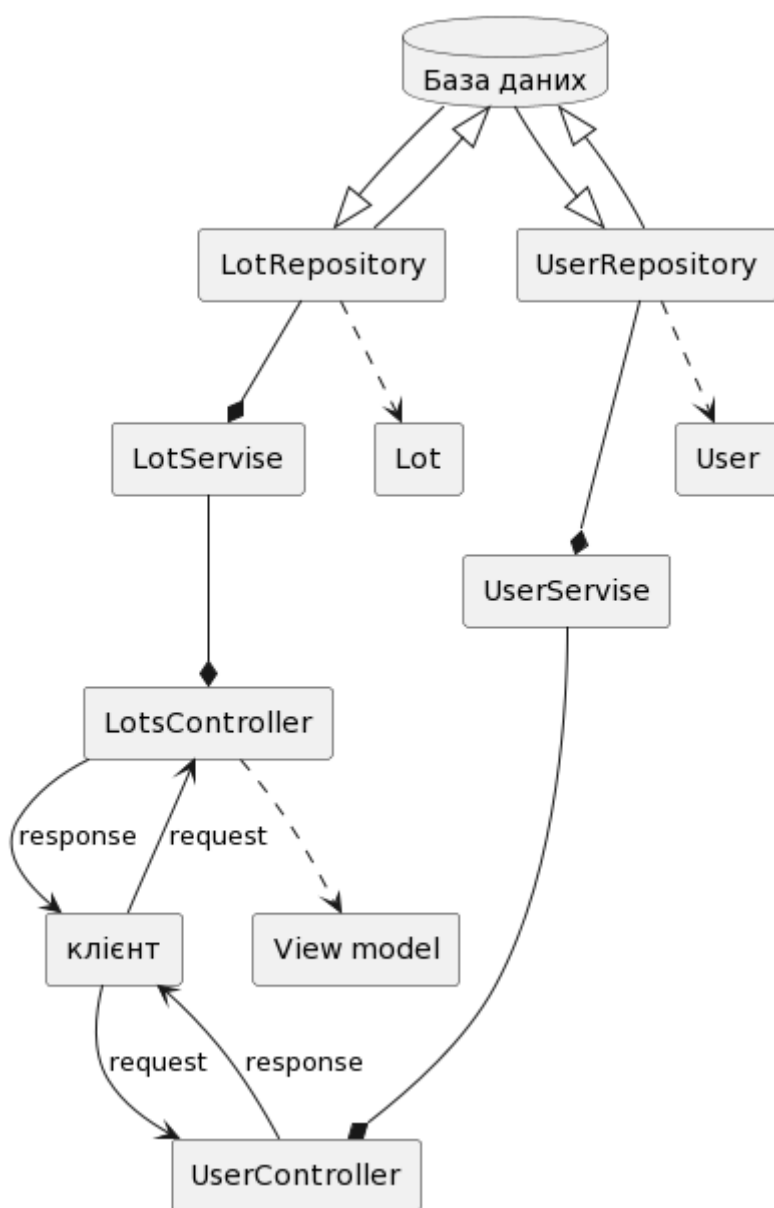 База даних
LotRepository
UserRepository
LotServise
Lot
User
UserServise
LotsController
response
request
клієнт
View model
request
response
UserController